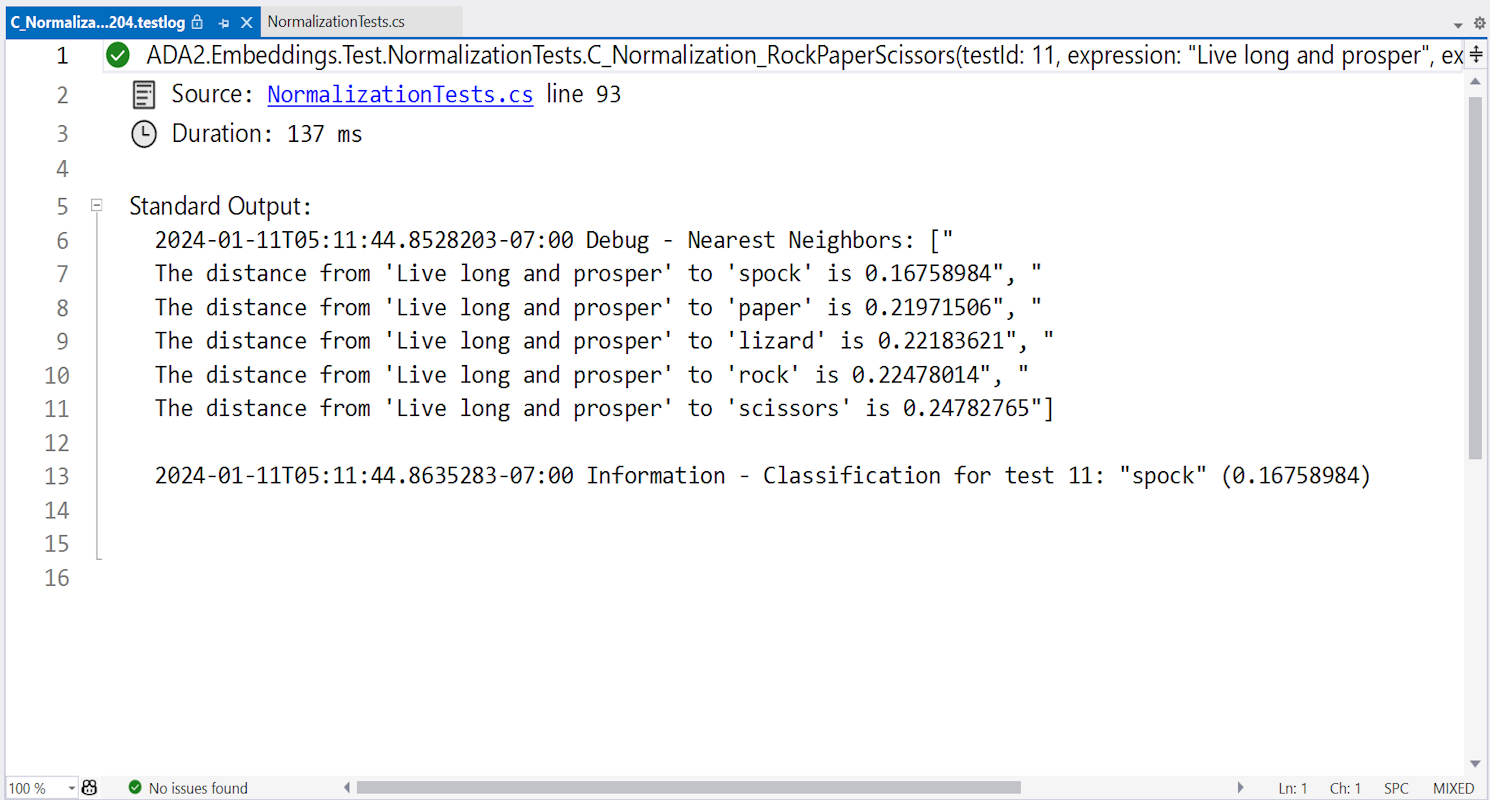 C_Normaliza...204.testlog NormalizationTests.cs
1 ADA2.Embeddings.Test.NormalizationTests.C_Normalization_RockPaperScissors(testId: 11, expression: "Live long and prosper", ex
2 Source: NormalizationTests.cs line 93
3 Duration: 137 ms
4
5 Standard Output:
6 2024-01-11T05:11:44.8528203-07:00 Debug - Nearest Neighbors: ["
7 The distance from 'Live long and prosper' to 'spock' is 0.16758984", "
8 The distance from 'Live long and prosper' to 'paper' is 0.21971506", "
9 The distance from 'Live long and prosper' to 'lizard' is 0.22183621", "
10 The distance from 'Live long and prosper' to 'rock' is 0.22478014", "
11 The distance from 'Live long and prosper' to 'scissors' is 0.24782765"]
12
13 2024-01-11T05:11:44.8635283-07:00 Information - Classification for test 11: "spock" (0.16758984)
14
15
16
100 % No issues found Ln: 1 Ch: 1 SPC MIXED